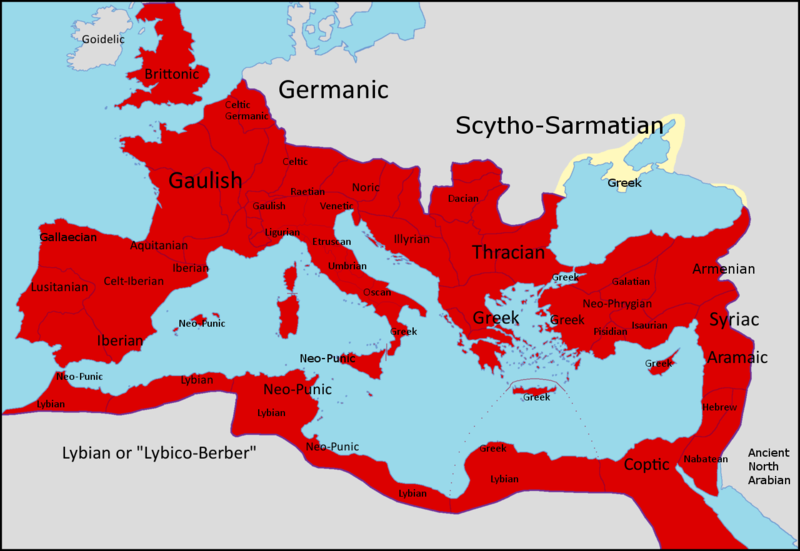 Goidelic
Brittonic
Germanic
Celtic
Germanic
Scytho-Sarmatian
Gaulish
Celtic
Raetian
Noric
Dacian
Greek
Gaulish
Venetic
Ligurian
Etruscan
Illyrian
Gallaecian
Aquitanian
Iberian
Umbrian
Thracian
Armenian
Lusitanian
Celt-Iberian
Oscan
Greek
Galatian
Neo-Phrygian
Neo-Punic
Greek
Greek
Greek
Pisidian
Isaurian
Syriac
Iberian
Neo-Punic
Greek
Aramaic
Neo-Punic
Lybian
Lybian
Neo-Punic
Lybian
Greek
Hebrew
Lybian or "Lybico-Berber"
Neo-Punic
Greek
Lybian
Lybian
Coptic
Nabatean
Ancient
North
Arabian